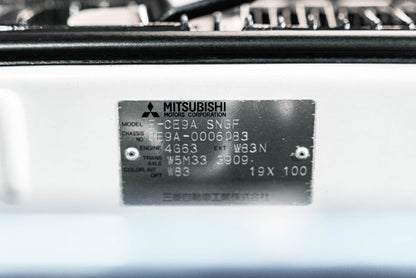 MITSUBISHI
MOTORS CORPORATION
MODEL E-CE9A SNGF
CHASSIS NO CE9A-0006083
ENGINE 4G63 EXT W83N
TRANS AXLE W5M33 3909.
COLOR, INT OPT W83 19X 100
三菱自動車工業株式会社